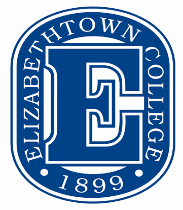 ELIZABETHTOWN COLLEGE
E
• 1899 •